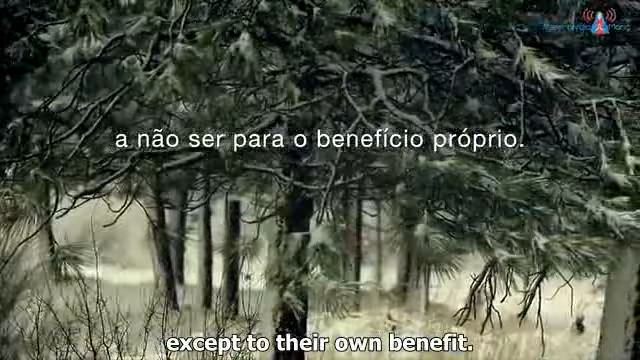 a não ser para o benefício próprio.
except to their own benefit.